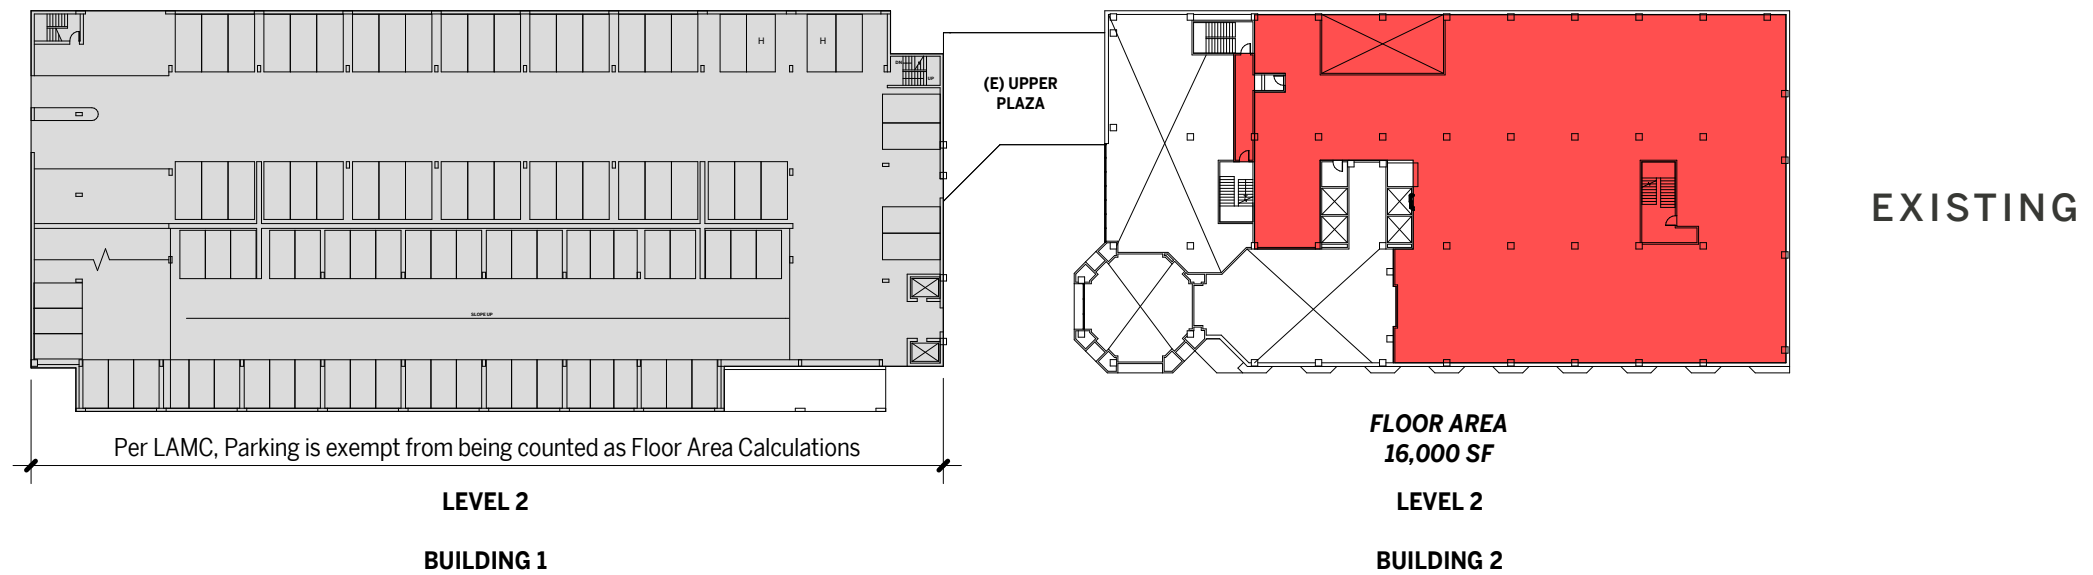 H
H
DN
UP
(E) UPPER
PLAZA
EXISTING
SLOPE UP
FLOOR AREA
16,000 SF
Per LAMC, Parking is exempt from being counted as Floor Area Calculations
LEVEL 2
LEVEL 2
BUILDING 1
BUILDING 2